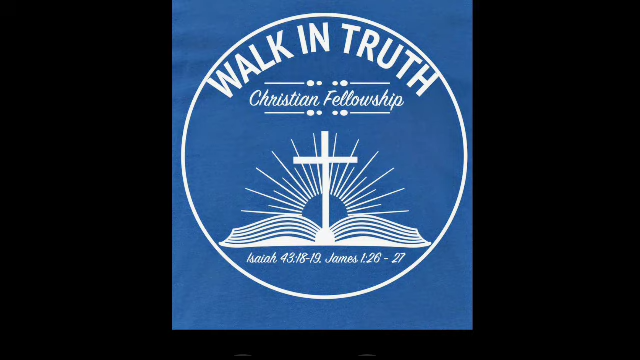 WALK IN TRUTH
Christian Fellowship
Isaiah 43:18-19. James 1:26 - 27